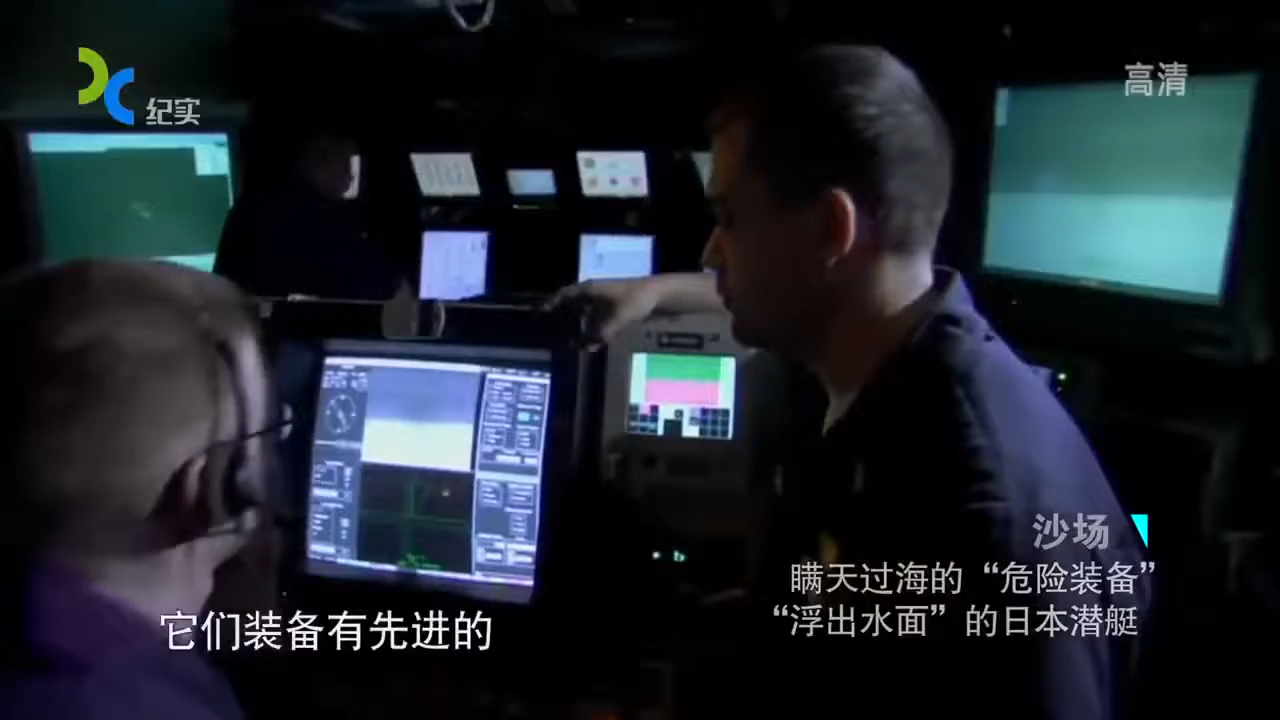 纪实
高清
沙场
瞒天过海的“危险装备”
“浮出水面”的日本潜艇
它们装备有先进的